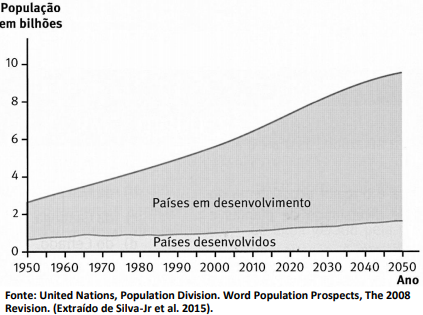 População
em bilhões
10
8
6
4
2
0
Países em desenvolvimento
Países desenvolvidos
1950 1960 1970 1980 1990 2000 2010 2020 2030 2040 2050
Ano
Fonte: United Nations, Population Division. Word Population Prospects, The 2008
Revision. (Extraído de Silva-Jr et al. 2015).